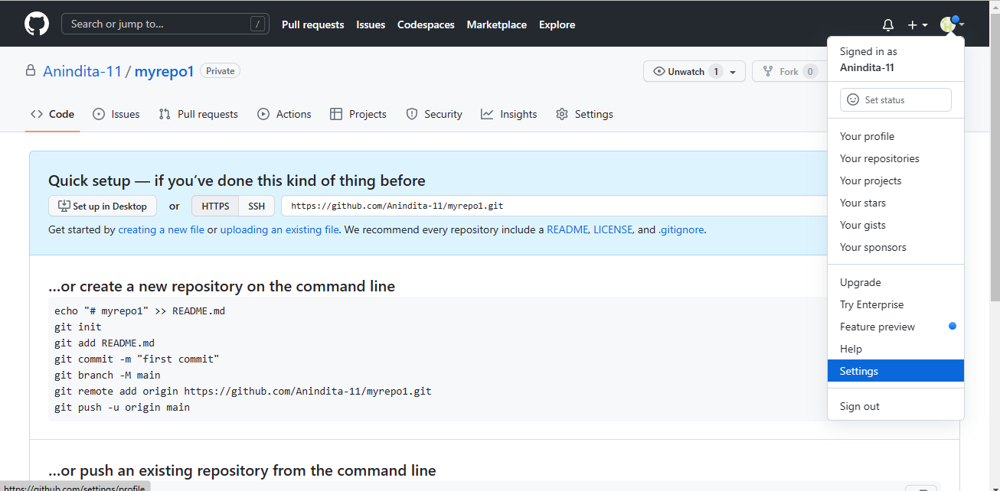 Search or jump to... /
Pull requests Issues Codespaces Marketplace Explore
Anindita-11 / myrepo1 Private
Unwatch 1 Fork 0
Code Issues Pull requests Actions Projects Security Insights Settings
Quick setup — if you’ve done this kind of thing before
Set up in Desktop or HTTPS SSH https://github.com/Anindita-11/myrepo1.git
Get started by creating a new file or uploading an existing file. We recommend every repository include a README, LICENSE, and .gitignore.
…or create a new repository on the command line
echo "# myrepo1" >> README.md
git init
git add README.md
git commit -m "first commit"
git branch -M main
git remote add origin https://github.com/Anindita-11/myrepo1.git
git push -u origin main
…or push an existing repository from the command line
https://github.com/settings/profile
Signed in as
Anindita-11
Set status
Your profile
Your repositories
Your projects
Your stars
Your gists
Your sponsors
Upgrade
Try Enterprise
Feature preview
Help
Settings
Sign out